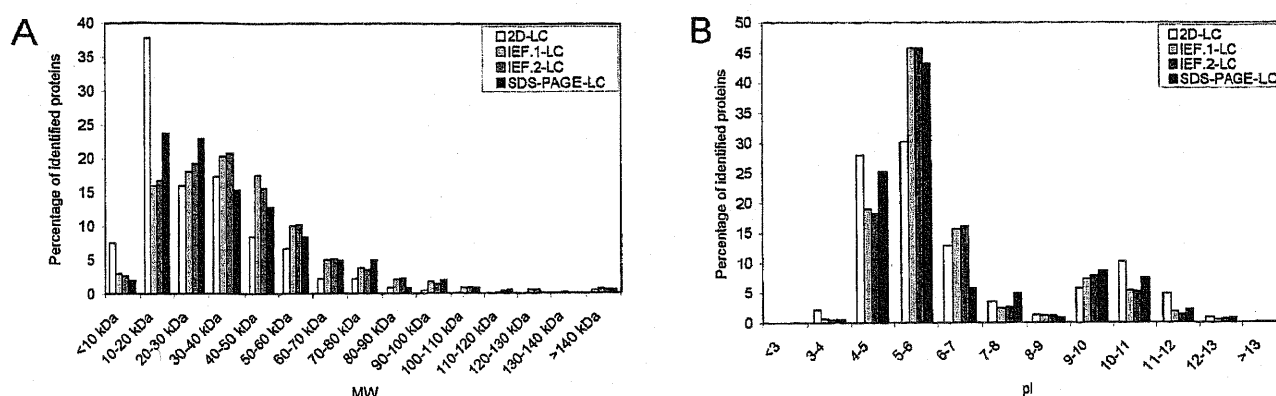 A
Percentage of identified proteins
40
35
30
25
20
15
10
5
0
2D-LC
IEF.1-LC
IEF.2-LC
SDS-PAGE-LC
<10 kDa
10-20 kDa
20-30 kDa
30-40 kDa
40-50 kDa
50-60 kDa
60-70 kDa
70-80 kDa
80-90 kDa
90-100 kDa
100-110 kDa
110-120 kDa
120-130 kDa
130-140 kDa
>140 kDa
MW
B
Percentage of identified proteins
50
45
40
35
30
25
20
15
10
5
0
2D-LC
IEF.1-LC
IEF.2-LC
SDS-PAGE-LC
<3
3-4
4-5
5-6
6-7
7-8
8-9
9-10
10-11
11-12
12-13
>13
pI